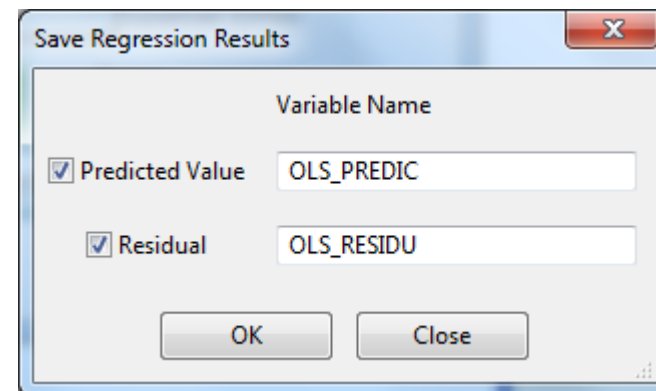 Save Regression Results
Variable Name
Predicted Value OLS_PREDIC
Residual OLS_RESIDU
OK Close